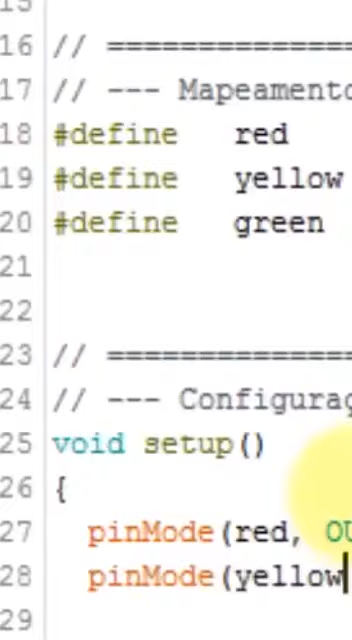 15
16 // ===============
17 // --- Mapeamento
18 #define   red
19 #define   yellow
20 #define   green
21
22
23 // ===============
24 // --- Configuraç
25 void setup()
26 {
27   pinMode(red, OU
28   pinMode(yellow
29